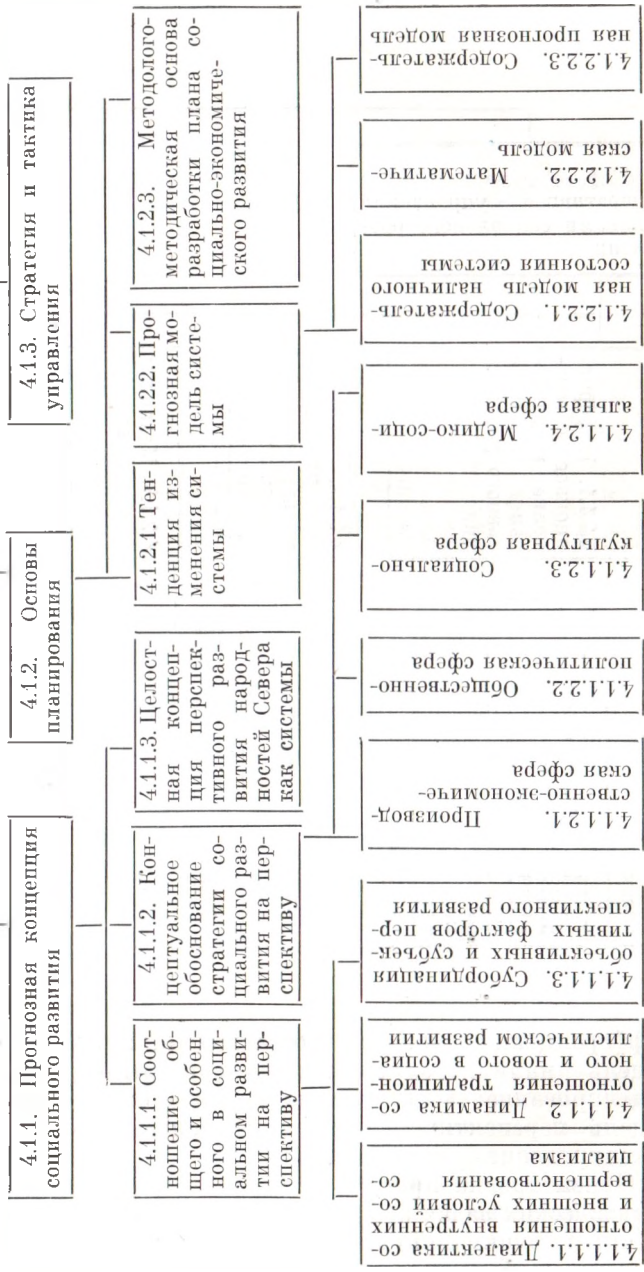 4.1.1. Прогнозная концепция
социального развития
4.1.2. Основы
планирования
4.1.3. Стратегия и тактика
управления
4.1.1.1. Соот-
ношение об-
щего и особен-
ного в соци-
альном разви-
тии на пер-
спективу
4.1.1.2. Кон-
цептуальное
обоснование
стратегии со-
циального раз-
вития на пер-
спективу
4.1.1.3. Целост-
ная концеп-
ция перспек-
тивного раз-
вития народ-
ностей Севера
как системы
4.1.2.1. Тен-
денция из-
менения си-
стемы
4.1.2.2. Про-
гнозная мо-
дель систе-
мы
4.1.2.3. Методолого-
методическая основа
разработки плана со-
циально-экономиче-
ского развития
4.1.1.1.1. Диалектика со-
отношения внутренних
и внешних условий со-
вершенствования со-
циализма
4.1.1.1.2. Динамика со-
отношения традицион-
ного и нового в социа-
листическом развитии
4.1.1.1.3. Субординация
объективных и субъек-
тивных факторов пер-
спективного развития
4.1.1.2.1. Производ-
ственно-экономиче-
ская сфера
4.1.1.2.2. Общественно-
политическая сфера
4.1.1.2.3. Социально-
культурная сфера
4.1.1.2.4. Медико-соци-
альная сфера
4.1.2.2.1. Содержатель-
ная модель наличного
состояния системы
4.1.2.2.2. Математиче-
ская модель
4.1.2.2.3. Содержатель-
ная прогнозная модель